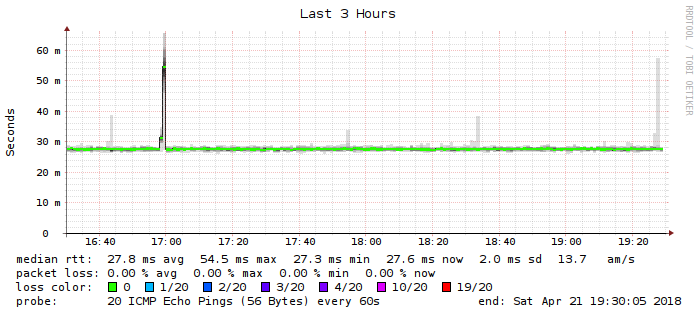 Last 3 Hours
RRDTOOL / TOBI OETIKER
Seconds
60 m
50 m
40 m
30 m
20 m
10 m
0
16:40 17:00 17:20 17:40 18:00 18:20 18:40 19:00 19:20
median rtt: 27.8 ms avg 54.5 ms max 27.3 ms min 27.6 ms now 2.0 ms sd 13.7 am/s
packet loss: 0.00 % avg 0.00 % max 0.00 % min 0.00 % now
loss color: 0 1/20 2/20 3/20 4/20 10/20 19/20
probe: 20 ICMP Echo Pings (56 Bytes) every 60s end: Sat Apr 21 19:30:05 2018